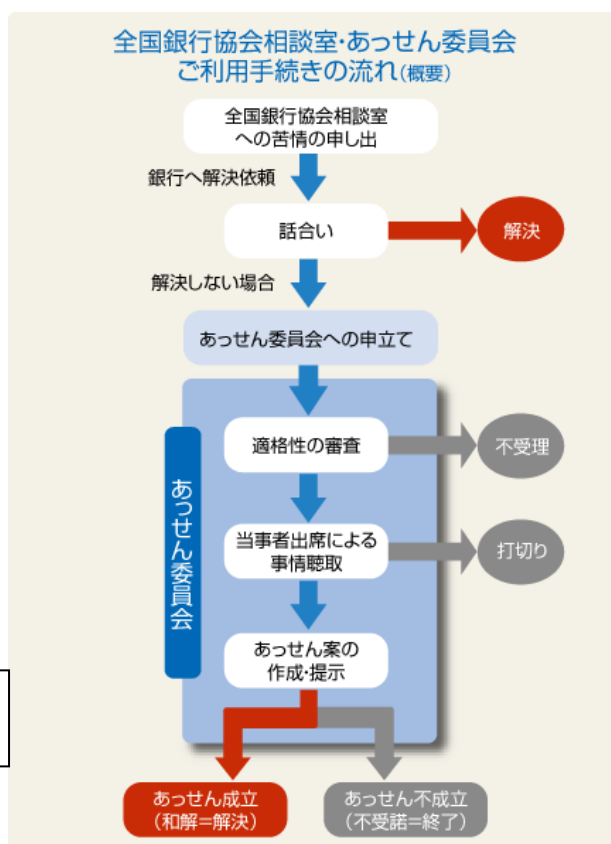 全国銀行協会相談室・あっせん委員会
ご利用手続きの流れ(概要)
全国銀行協会相談室
への苦情の申し出
銀行へ解決依頼
話合い
解決
解決しない場合
あっせん委員会への申立て
あっせん委員会
適格性の審査
不受理
当事者出席による
事情聴取
打切り
あっせん案の
作成・提示
あっせん成立
(和解=解決)
あっせん不成立
(不受諾=終了)